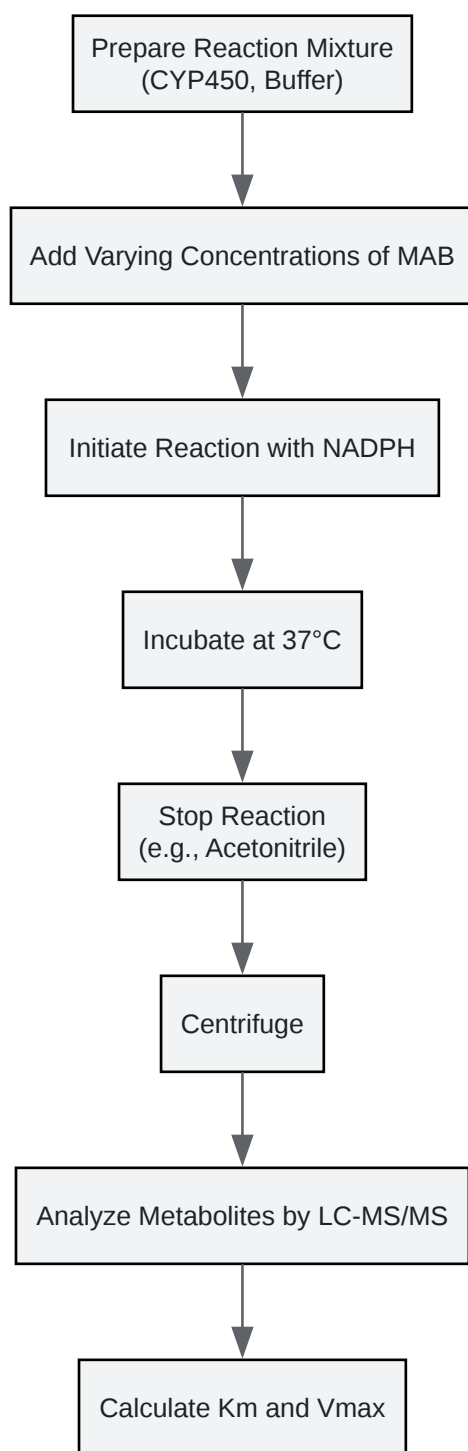 Prepare Reaction Mixture
(CYP450, Buffer)
Add Varying Concentrations of MAB
Initiate Reaction with NADPH
Incubate at 37°C
Stop Reaction
(e.g., Acetonitrile)
Centrifuge
Analyze Metabolites by LC-MS/MS
Calculate Km and Vmax